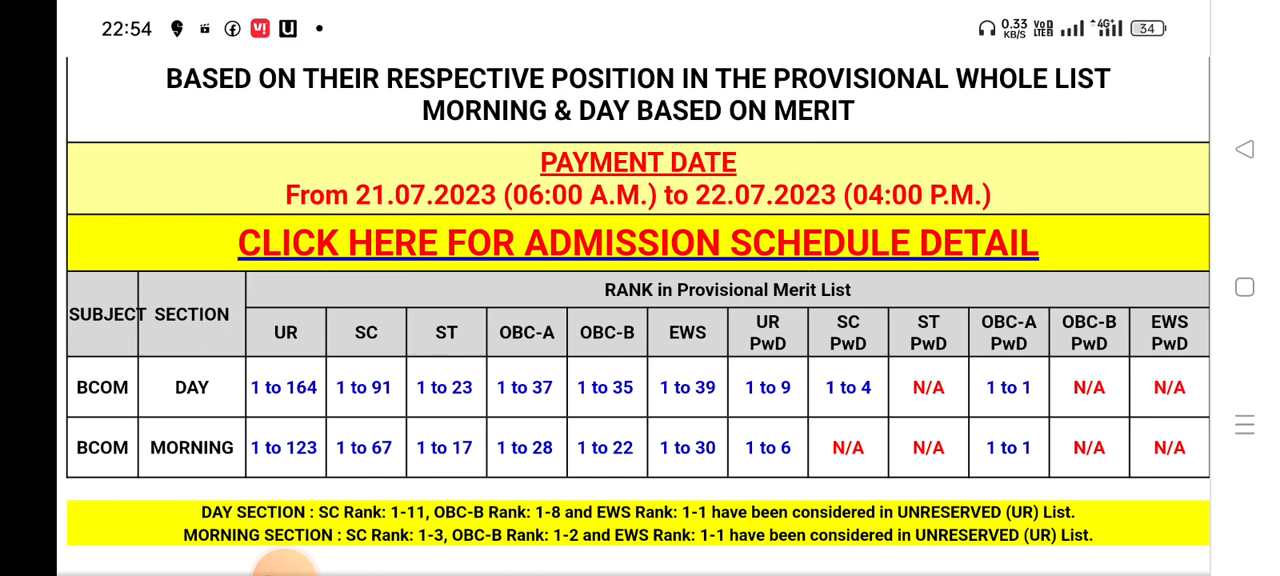 22:54
0.33 KB/S
VoD LTE2
4G+
34
BASED ON THEIR RESPECTIVE POSITION IN THE PROVISIONAL WHOLE LIST
MORNING & DAY BASED ON MERIT
PAYMENT DATE
From 21.07.2023 (06:00 A.M.) to 22.07.2023 (04:00 P.M.)
CLICK HERE FOR ADMISSION SCHEDULE DETAIL
SUBJECT SECTION RANK in Provisional Merit List
UR SC ST OBC-A OBC-B EWS UR PwD SC PwD ST PwD OBC-A PwD OBC-B PwD EWS PwD
BCOM DAY 1 to 164 1 to 91 1 to 23 1 to 37 1 to 35 1 to 39 1 to 9 1 to 4 N/A 1 to 1 N/A N/A
BCOM MORNING 1 to 123 1 to 67 1 to 17 1 to 28 1 to 22 1 to 30 1 to 6 N/A N/A 1 to 1 N/A N/A
DAY SECTION : SC Rank: 1-11, OBC-B Rank: 1-8 and EWS Rank: 1-1 have been considered in UNRESERVED (UR) List.
MORNING SECTION : SC Rank: 1-3, OBC-B Rank: 1-2 and EWS Rank: 1-1 have been considered in UNRESERVED (UR) List.